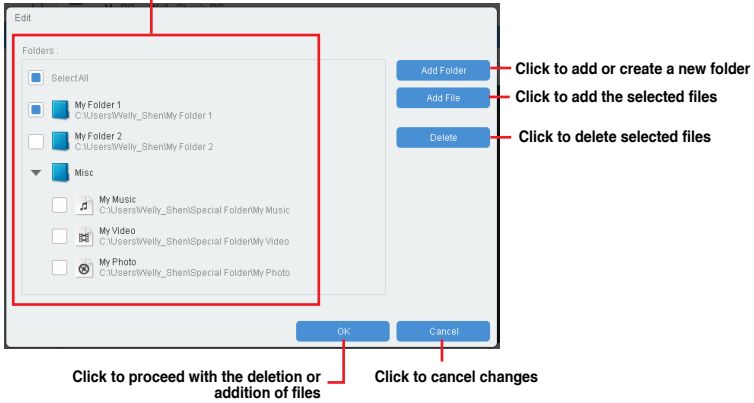 Edit
Folders :
SelectAll
My Folder 1
C:\Users\Welly_Shen\My Folder 1
My Folder 2
C:\Users\Welly_Shen\My Folder 2
Misc
My Music
C:\Users\Welly_Shen\Special Folder\My Music
My Video
C:\Users\Welly_Shen\Special Folder\My Video
My Photo
C:\Users\Welly_Shen\Special Folder\My Photo
Add Folder
Click to add or create a new folder
Add File
Click to add the selected files
Delete
Click to delete selected files
OK
Cancel
Click to proceed with the deletion or
addition of files
Click to cancel changes